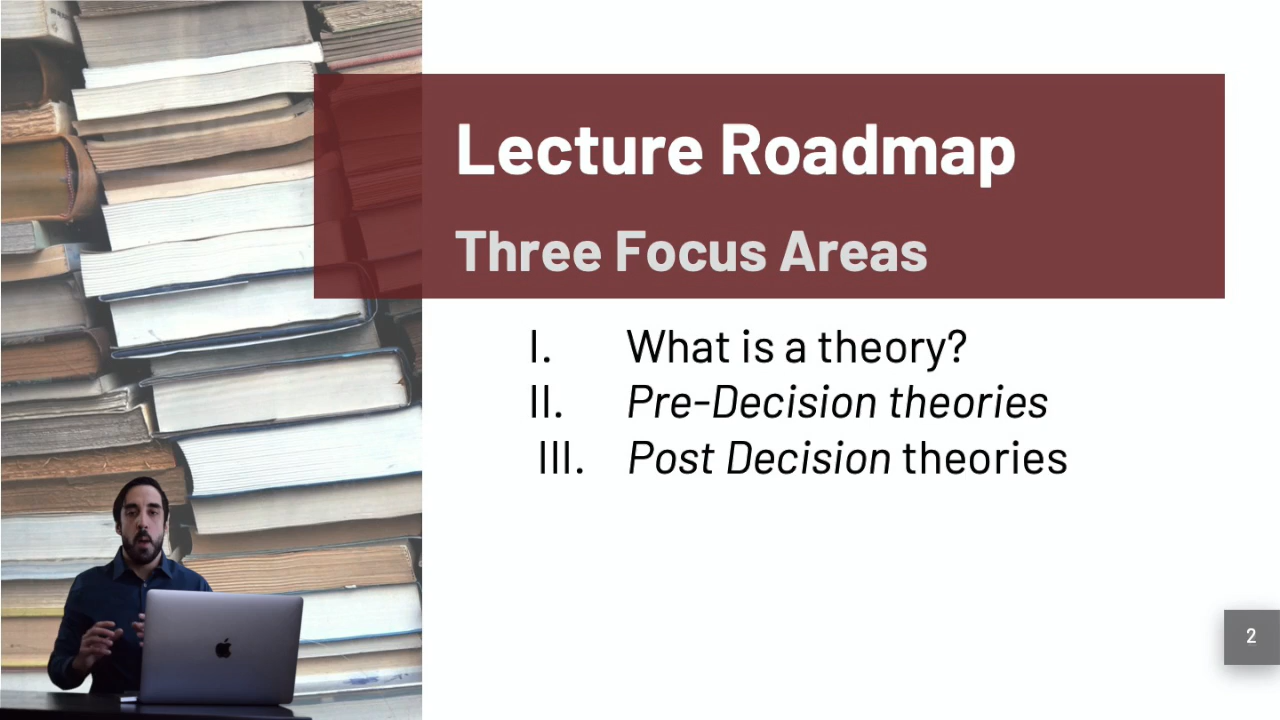 Lecture Roadmap
Three Focus Areas
I. What is a theory?
II. Pre-Decision theories
III. Post Decision theories
2